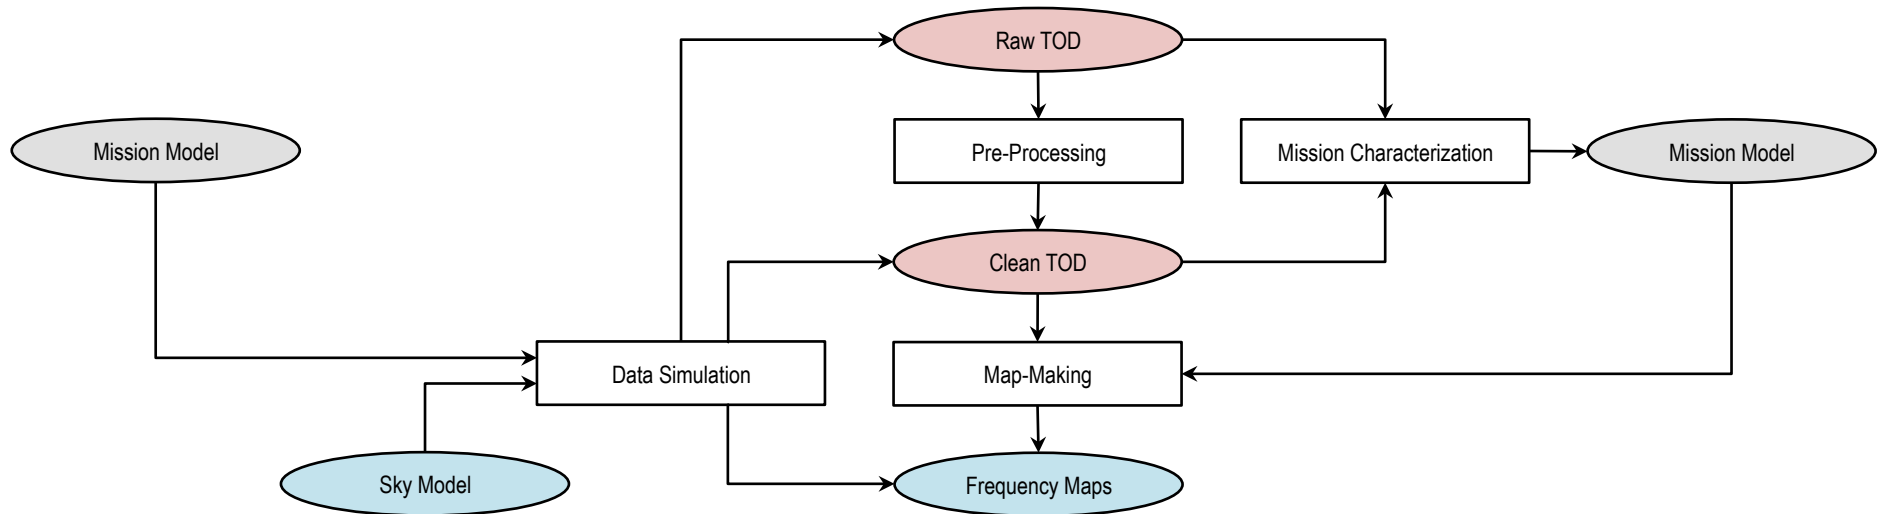 Raw TOD
Mission Model
Pre-Processing
Mission Characterization
Mission Model
Clean TOD
Data Simulation
Map-Making
Sky Model
Frequency Maps